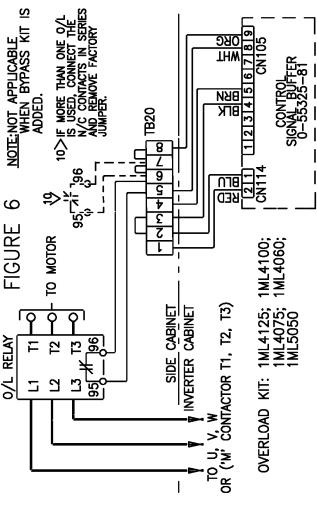 FIGURE 6
NOTE:NOT APPLICABLE
WHEN BYPASS KIT IS
ADDED.
10 IF MORE THAN ONE O/L
IS USED, CONNECT THE
N/C CONTACTS IN SERIES
AND REMOVE FACTORY
JUMPER.
O/L RELAY
L1 T1
L2 T2
L3 T3
95 96
TO MOTOR
95 96
10
TB20
1 2 3 4 5 6 7 8
SIDE CABINET
INVERTER CABINET
TO U, V, W
OR ('M' CONTACTOR T1, T2, T3)
RED
BLU
BLK
BRN
WHT
ORG
2 1
CN114
1 2 3 4 5 6 7 8 9
CN105
CONTROL
SIGNAL BUFFER
0-55325-81
OVERLOAD KIT: 1ML4125; 1ML4100;
1ML4075; 1ML4060;
1ML5050